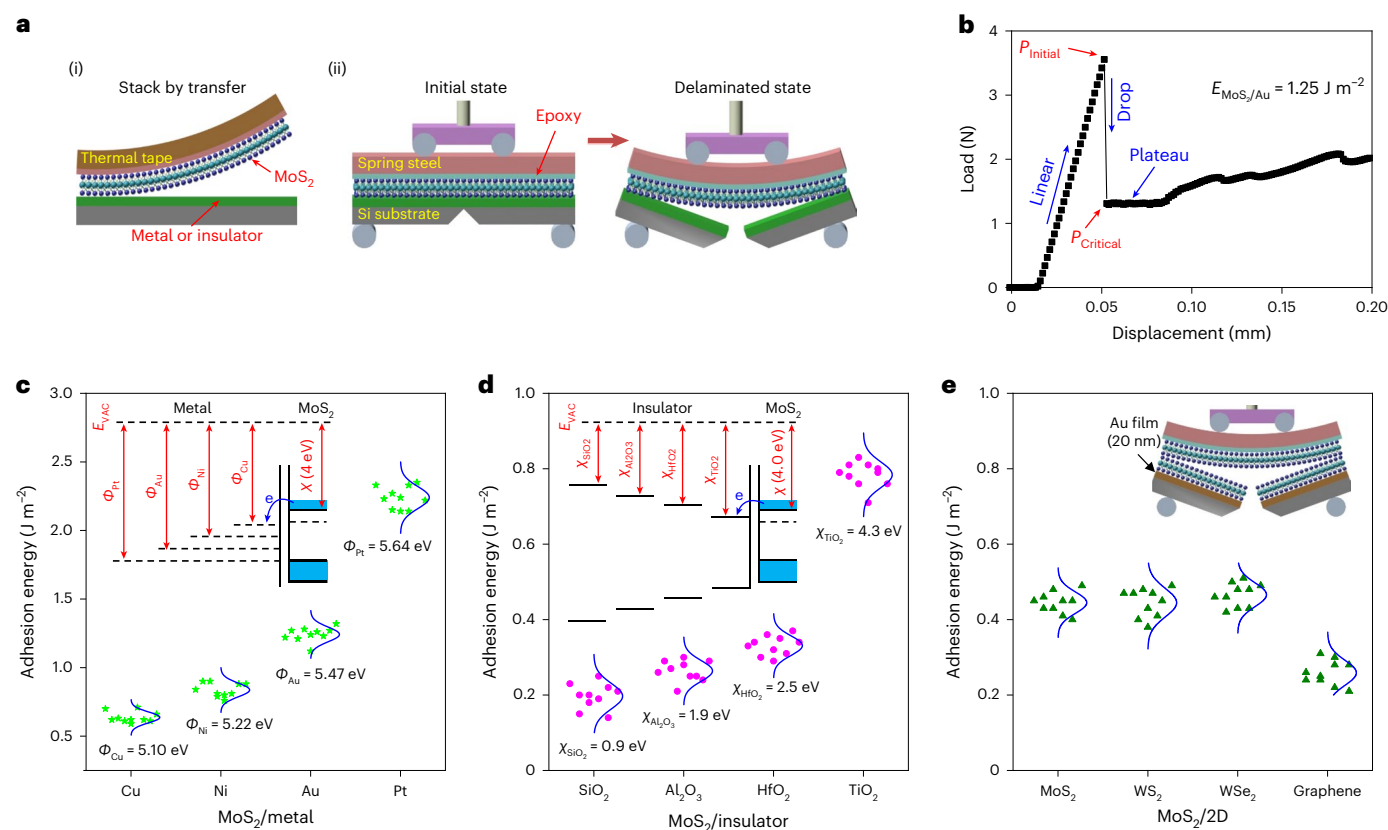 a
(i)
Stack by transfer
Thermal tape
MoS2
Metal or insulator
(ii)
Initial state
Delaminated state
Epoxy
Spring steel
Si substrate
b
4
3
2
1
0
Load (N)
PInitial
Drop
EMoS2/Au = 1.25 J m−2
Linear
Plateau
PCritical
0
0.05
0.10
0.15
0.20
Displacement (mm)
c
3.0
2.5
2.0
1.5
1.0
0.5
Adhesion energy (J m−2)
EVAC
Metal
MoS2
ΦPt
ΦAu
ΦNi
ΦCu
χ (4 eV)
e
ΦPt = 5.64 eV
ΦAu = 5.47 eV
ΦNi = 5.22 eV
ΦCu = 5.10 eV
Cu
Ni
Au
Pt
MoS2/metal
d
1.0
0.8
0.6
0.4
0.2
0
Adhesion energy (J m−2)
EVAC
Insulator
MoS2
χSiO2
χAl2O3
χHfO2
χTiO2
χ (4.0 eV)
e
χTiO2 = 4.3 eV
χHfO2 = 2.5 eV
χAl2O3 = 1.9 eV
χSiO2 = 0.9 eV
SiO2
Al2O3
HfO2
TiO2
MoS2/insulator
e
1.0
0.8
0.6
0.4
0.2
0
Adhesion energy (J m−2)
Au film
(20 nm)
MoS2
WS2
WSe2
Graphene
MoS2/2D